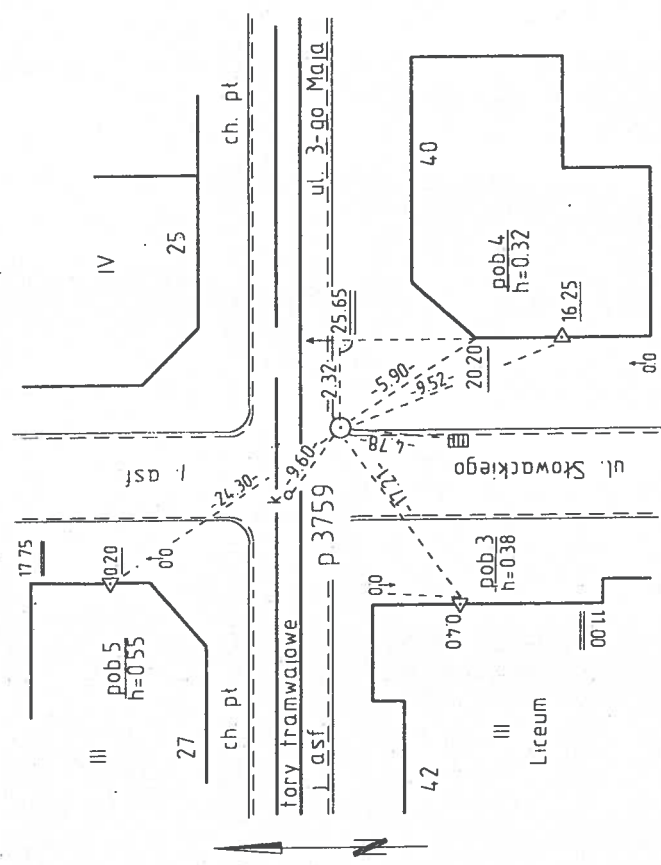 IV
25
ch. pł.
ul. 3-go Maja
40
pob.4
h=0.32
16.25
0.0
25.65
2.32
5.90
9.52
20.20
4.78
ul. Słowackiego
j. asf
24.30
9.60
k
p.3759
17.21
17.75
0.20
0.0
pob.5
h=0.55
III
27
ch. pł
tory tramwajowe
j asf.
0.0
pob.3
h=0.38
0.40
11.00
III
Liceum
42
N